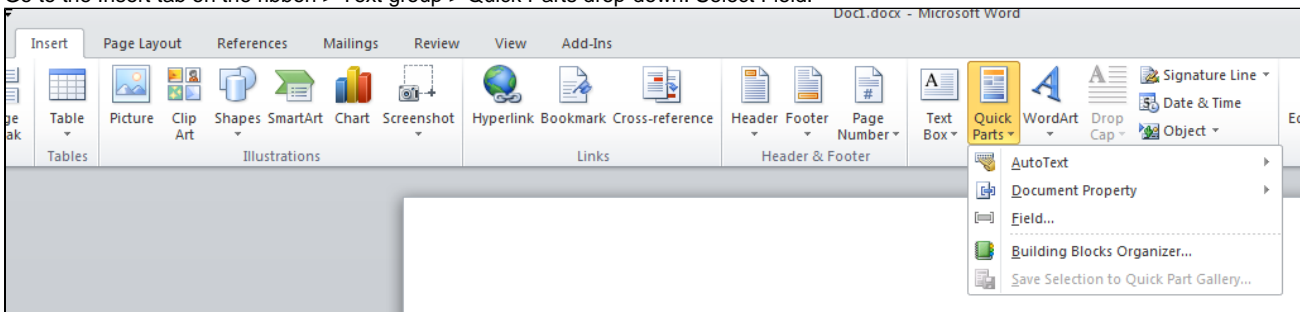 Go to the Insert tab on the ribbon > Text group > Quick Parts drop-down. Select Field.
Doc1.docx - Microsoft Word
Insert Page Layout References Mailings Review View Add-Ins
Table Picture Clip Art Shapes SmartArt Chart Screenshot Hyperlink Bookmark Cross-reference Header Footer Page Number Text Box Quick Parts WordArt Drop Cap
Signature Line
Date & Time
Object
Tables Illustrations Links Header & Footer
AutoText
Document Property
Field...
Building Blocks Organizer...
Save Selection to Quick Part Gallery...